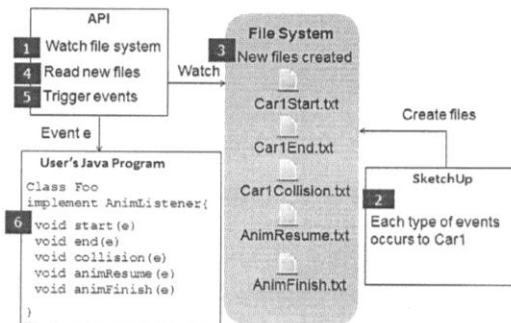 API
1 Watch file system
4 Read new files
5 Trigger events
Watch
Event e
File System
3 New files created
Car1Start.txt
Car1End.txt
Car1Collision.txt
AnimResume.txt
AnimFinish.txt
Create files
SketchUp
2
Each type of events
occurs to Car1
User's Java Program
Class Foo
implement AnimListener{
6
void start(e)
void end(e)
void collision(e)
void animResume(e)
void animFinish(e)
}